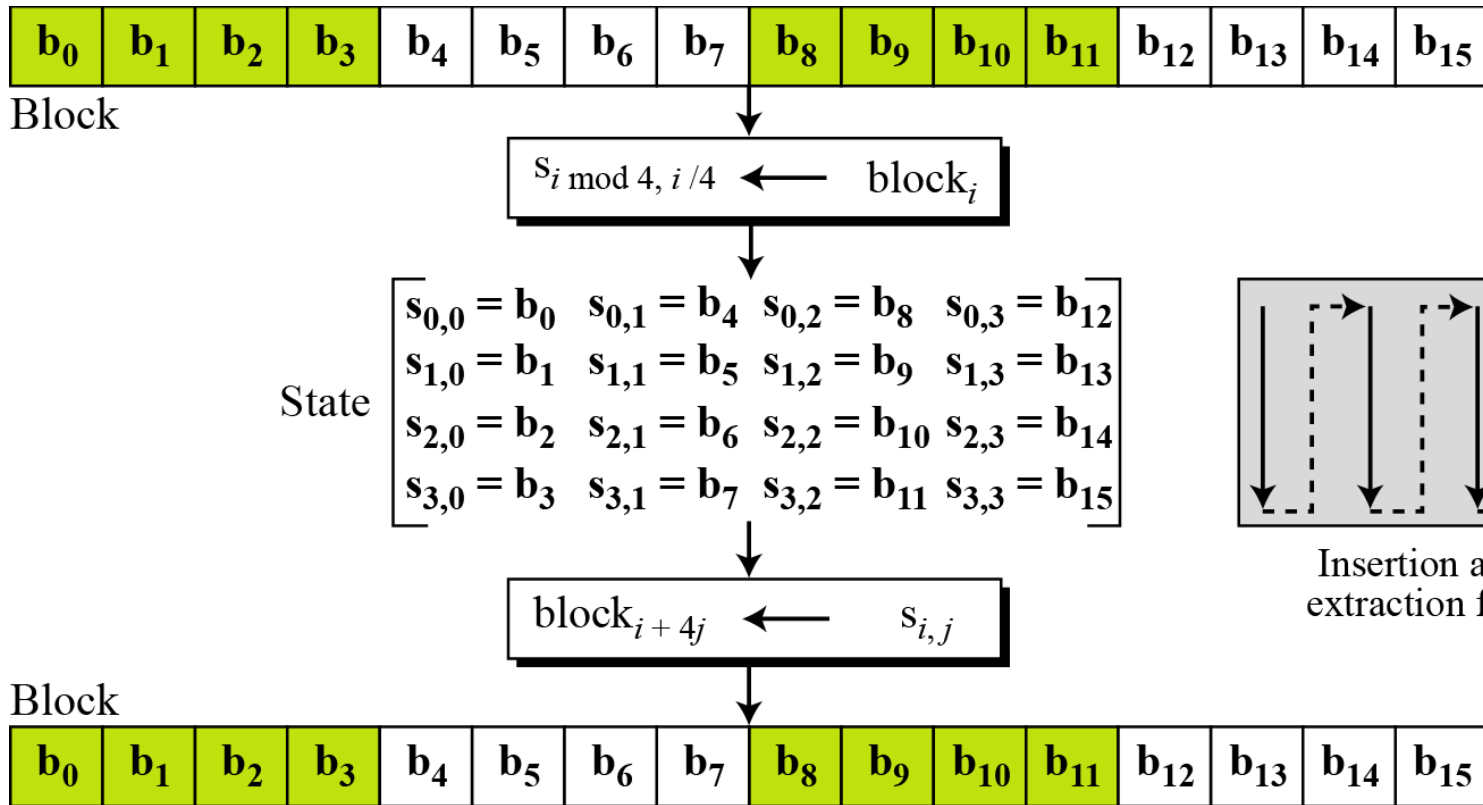 b₀ b₁ b₂ b₃ b₄ b₅ b₆ b₇ b₈ b₉ b₁₀ b₁₁ b₁₂ b₁₃ b₁₄ b₁₅
Block
s_{i mod 4, i /4} ← block_i
s₀,₀ = b₀ s₀,₁ = b₄ s₀,₂ = b₈ s₀,₃ = b₁₂
s₁,₀ = b₁ s₁,₁ = b₅ s₁,₂ = b₉ s₁,₃ = b₁₃
State
s₂,₀ = b₂ s₂,₁ = b₆ s₂,₂ = b₁₀ s₂,₃ = b₁₄
s₃,₀ = b₃ s₃,₁ = b₇ s₃,₂ = b₁₁ s₃,₃ = b₁₅
Insertion a
extraction f
block_{i + 4j} ← s_{i, j}
Block
b₀ b₁ b₂ b₃ b₄ b₅ b₆ b₇ b₈ b₉ b₁₀ b₁₁ b₁₂ b₁₃ b₁₄ b₁₅